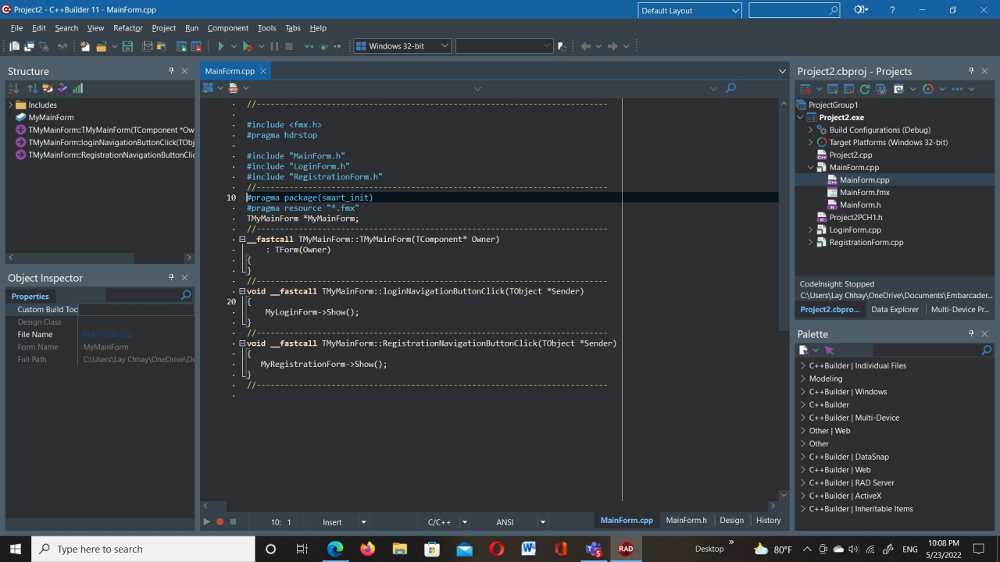 Project2 - C++Builder 11 - MainForm.cpp
Default Layout
?
File Edit Search View Refactor Project Run Component Tools Tabs Help
Windows 32-bit
Structure
Includes
MyMainForm
TMyMainForm::TMyMainForm(TComponent *Ow
TMyMainForm::loginNavigationButtonClick(TObj
TMyMainForm::RegistrationNavigationButtonClic
Object Inspector
Properties
Custom Build Toc
Design Class
File Name MainForm.cpp
Form Name MyMainForm
Full Path C:\Users\Lay Chhay\OneDrive\Do
MainForm.cpp
//---------------------------------------------------------------------------
#include <fmx.h>
#pragma hdrstop
#include "MainForm.h"
#include "LoginForm.h"
#include "RegistrationForm.h"
//---------------------------------------------------------------------------
10 #pragma package(smart_init)
#pragma resource "*.fmx"
TMyMainForm *MyMainForm;
//---------------------------------------------------------------------------
__fastcall TMyMainForm::TMyMainForm(TComponent* Owner)
: TForm(Owner)
{
}
//---------------------------------------------------------------------------
void __fastcall TMyMainForm::loginNavigationButtonClick(TObject *Sender)
20 {
MyLoginForm->Show();
}
//---------------------------------------------------------------------------
void __fastcall TMyMainForm::RegistrationNavigationButtonClick(TObject *Sender)
{
MyRegistrationForm->Show();
}
//---------------------------------------------------------------------------
10: 1 Insert C/C++ ANSI MainForm.cpp MainForm.h Design History
Project2.cbproj - Projects
ProjectGroup1
Project2.exe
Build Configurations (Debug)
Target Platforms (Windows 32-bit)
Project2.cpp
MainForm.cpp
MainForm.cpp
MainForm.fmx
MainForm.h
Project2PCH1.h
LoginForm.cpp
RegistrationForm.cpp
CodeInsight: Stopped
C:\Users\Lay Chhay\OneDrive\Documents\Embarcader...
Project2.cbpro... Data Explorer Multi-Device Pr...
Palette
C++Builder | Individual Files
Modeling
C++Builder | Windows
C++Builder
C++Builder | Multi-Device
Other | Web
Other
C++Builder | DataSnap
C++Builder | Web
C++Builder | RAD Server
C++Builder | ActiveX
C++Builder | Inheritable Items
Type here to search
W
5
RAD
Desktop
»
80°F
ENG
10:08 PM
5/23/2022